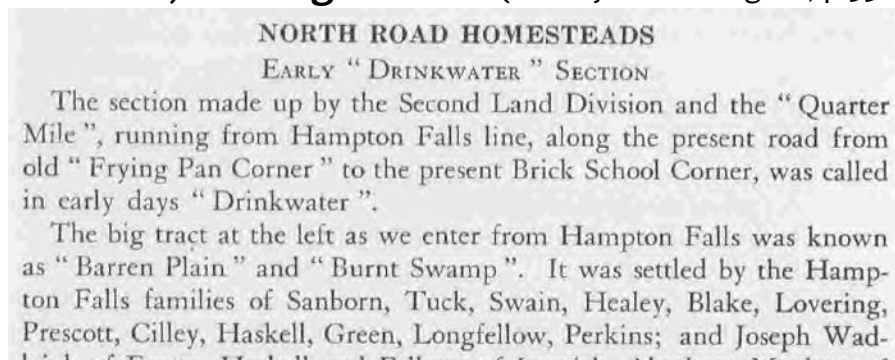 NORTH ROAD HOMESTEADS
EARLY " DRINKWATER " SECTION
The section made up by the Second Land Division and the " Quarter
Mile ", running from Hampton Falls line, along the present road from
old " Frying Pan Corner " to the present Brick School Corner, was called
in early days " Drinkwater ".
The big tract at the left as we enter from Hampton Falls was known
as " Barren Plain " and " Burnt Swamp ". It was settled by the Hamp-
ton Falls families of Sanborn, Tuck, Swain, Healey, Blake, Lovering,
Prescott, Cilley, Haskell, Green, Longfellow, Perkins; and Joseph Wad-